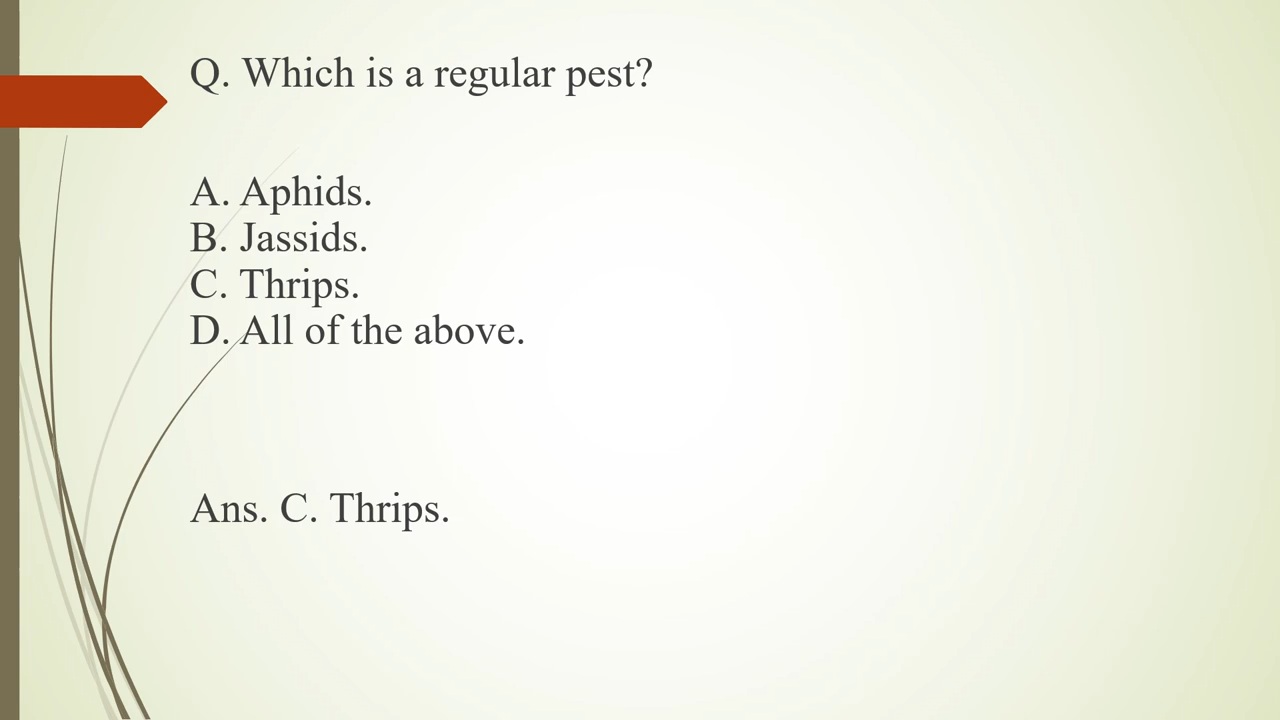 Q. Which is a regular pest?
A. Aphids.
B. Jassids.
C. Thrips.
D. All of the above.
Ans. C. Thrips.